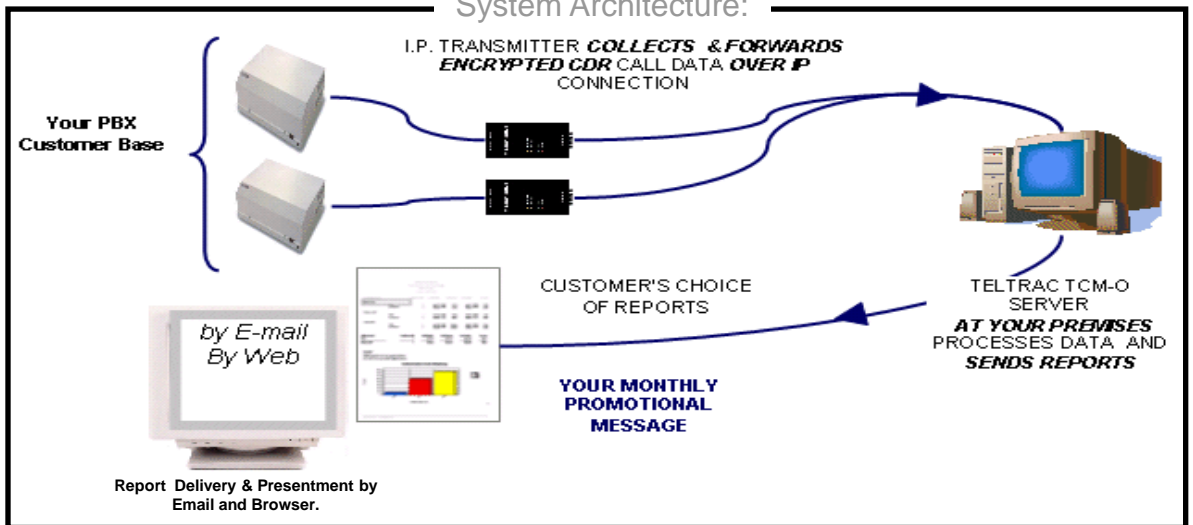 System Architecture:
I.P. TRANSMITTER COLLECTS & FORWARDS
ENCRYPTED CDR CALL DATA OVER IP
CONNECTION
Your PBX
Customer Base
CUSTOMER'S CHOICE
OF REPORTS
TELTRAC TCM-O
SERVER
AT YOUR PREMISES
PROCESSES DATA AND
SENDS REPORTS
by E-mail
By Web
YOUR MONTHLY
PROMOTIONAL
MESSAGE
Report Delivery & Presentment by
Email and Browser.